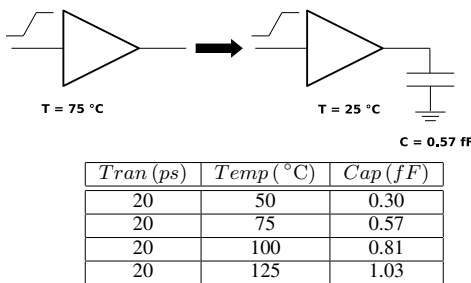 T = 75 °C
T = 25 °C
C = 0.57 fF
Tran (ps) Temp (°C) Cap (fF)
20 50 0.30
20 75 0.57
20 100 0.81
20 125 1.03